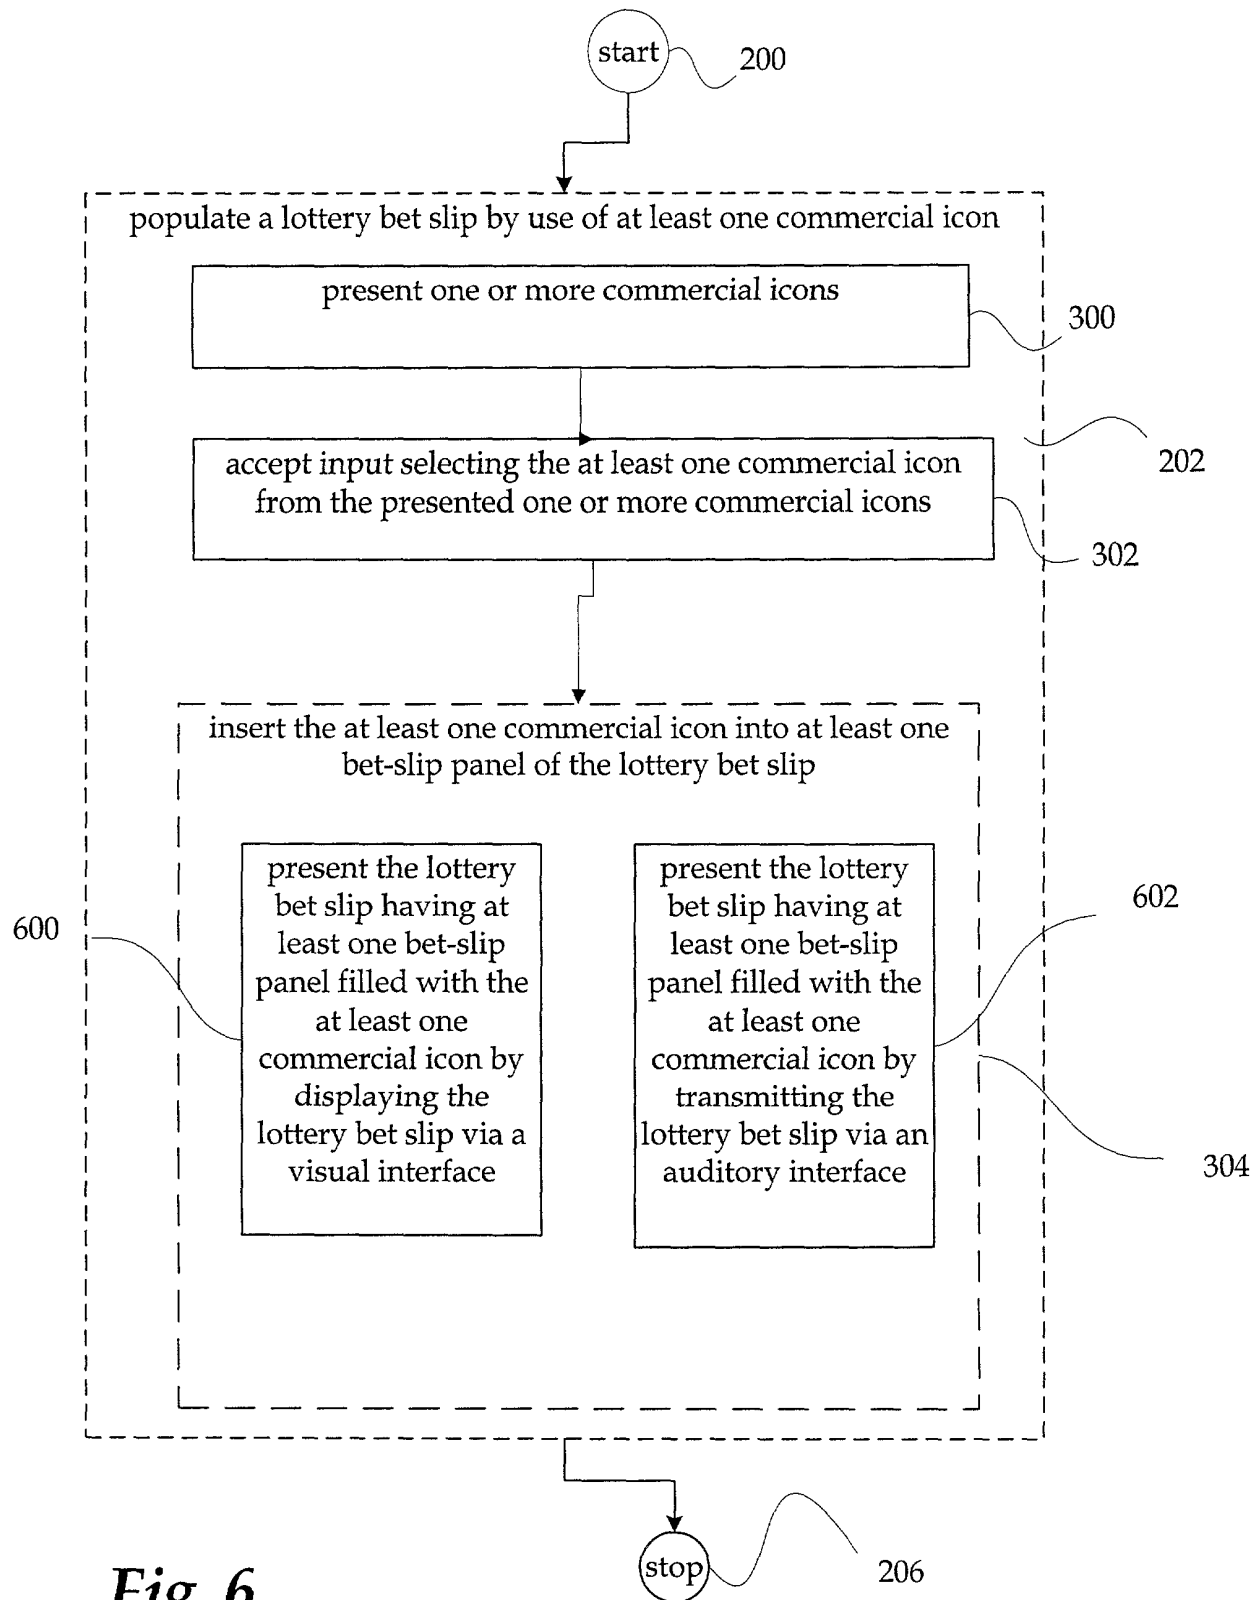 start
200
populate a lottery bet slip by use of at least one commercial icon
present one or more commercial icons
300
accept input selecting the at least one commercial icon
from the presented one or more commercial icons
202
302
insert the at least one commercial icon into at least one
bet-slip panel of the lottery bet slip
present the lottery
bet slip having at
least one bet-slip
panel filled with the
at least one
commercial icon by
displaying the
lottery bet slip via a
visual interface
600
present the lottery
bet slip having at
least one bet-slip
panel filled with the
at least one
commercial icon by
transmitting the
lottery bet slip via an
auditory interface
602
304
stop
206
Fig. 6